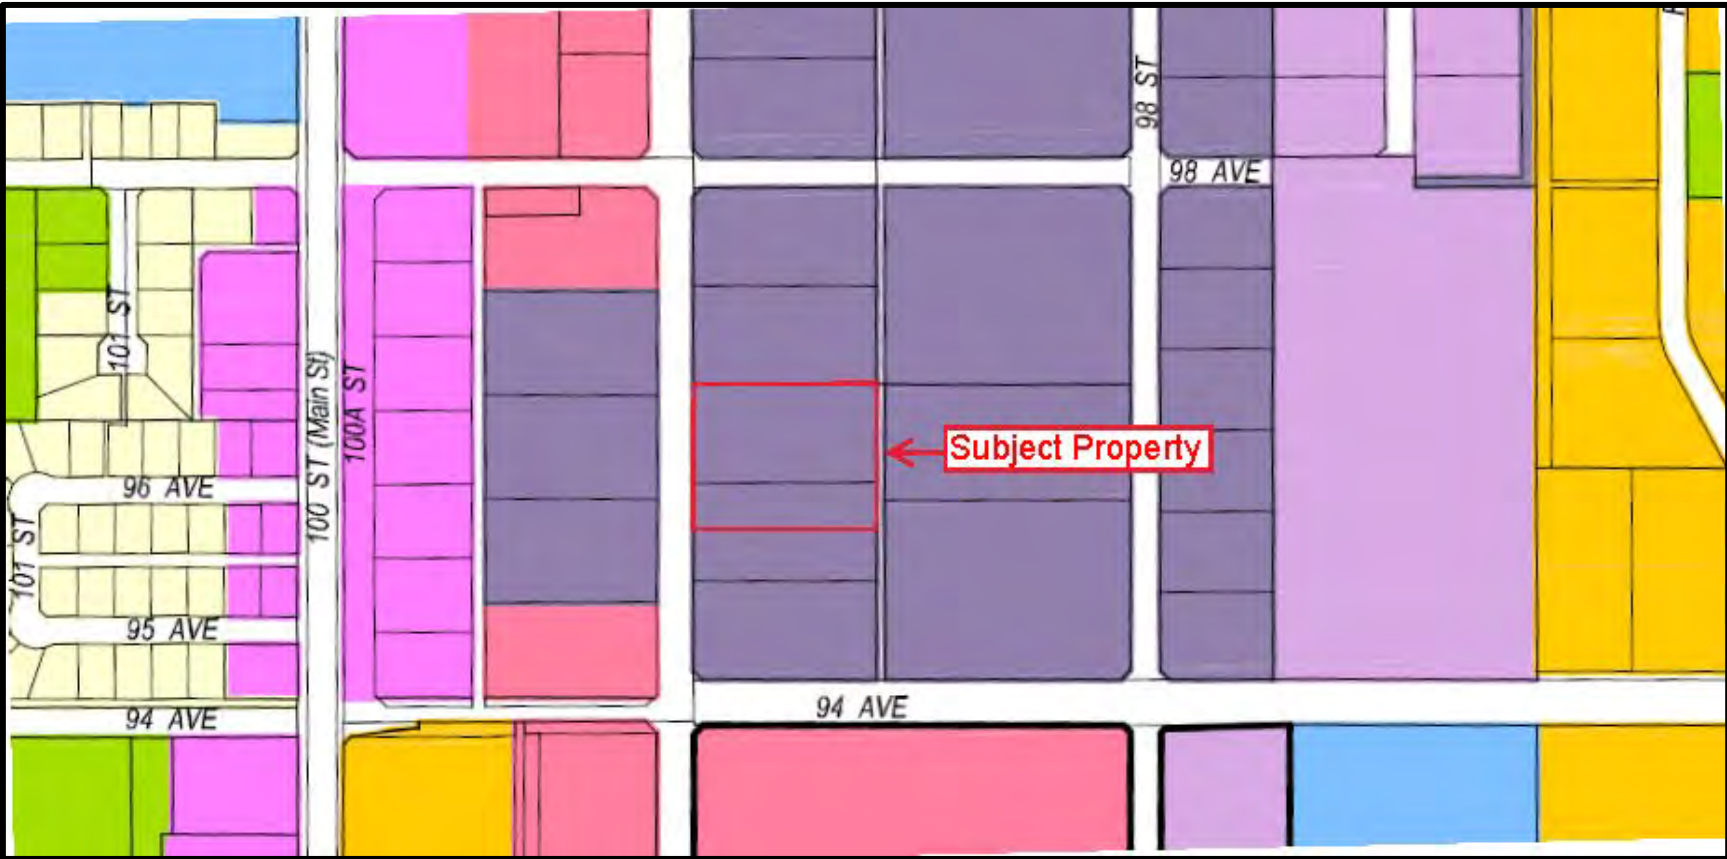 98 ST
98 AVE
101 ST
100 ST (Main St)
100A ST
Subject Property
96 AVE
101 ST
95 AVE
94 AVE
94 AVE